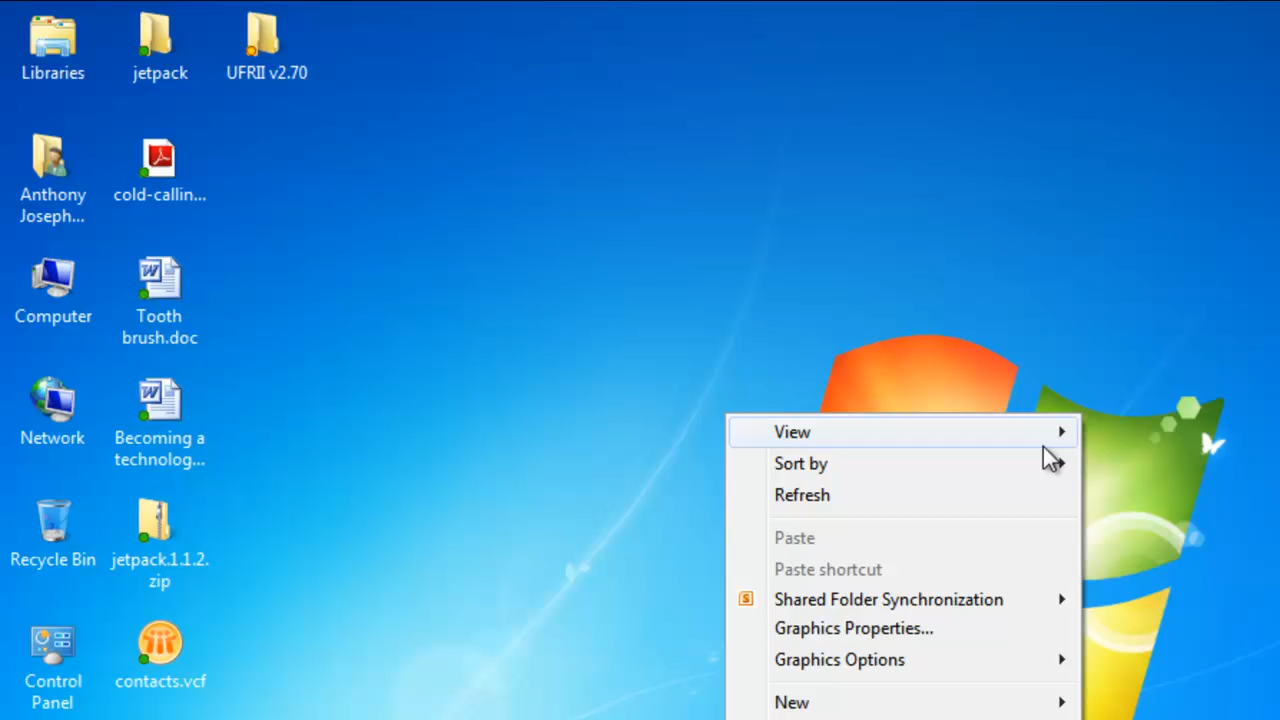 Libraries
jetpack
UFRII v2.70
Anthony
Joseph...
cold-callin...
Computer
Tooth
brush.doc
Network
Becoming a
technolog...
Recycle Bin
jetpack.1.1.2.
zip
Control
Panel
contacts.vcf
View
Sort by
Refresh
Paste
Paste shortcut
S
Shared Folder Synchronization
Graphics Properties...
Graphics Options
New